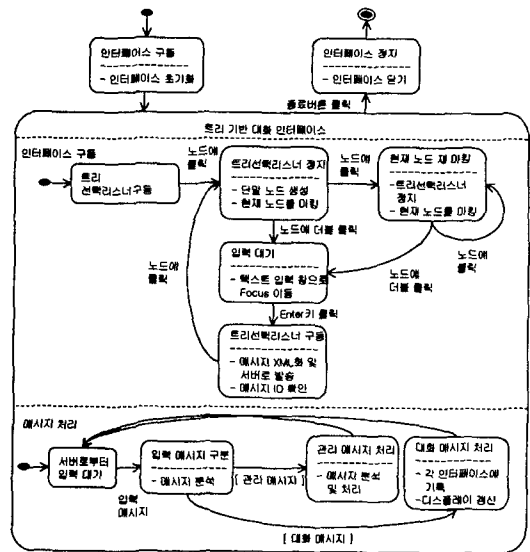 인터페이스 구동
- 인터페이스 초기화
인터페이스 정지
- 인터페이스 닫기
종료버튼 클릭
트리 기반 대화 인터페이스
인터페이스 구동
트리
선택리스너구동
노드에
클릭
트리선택리스너 정지
- 단말 노드 생성
- 현재 노드를 마킹
노드에
클릭
현재 노드 재 마킹
-트리선택리스너
정지
- 현재 노드를 마킹
노드에 더블 클릭
노드에
클릭
입력 대기
- 텍스트 입력 창으로
Focus 이동
노드에
더블 클릭
노드에
클릭
Enter키 클릭
트리선택리스너 구동
- 메시지 XML화 및
서버로 발송
- 메시지 ID 확인
메시지 처리
서버로부터
입력 대기
입력
메시지
입력 메시지 구분
- 메시지 분석
[ 관리 메시지 ]
관리 메시지 처리
- 메시지 분석
및 처리
대화 메시지 처리
- 각 인터페이스에
기록
-디스플레이 갱신
[ 대화 메시지 ]